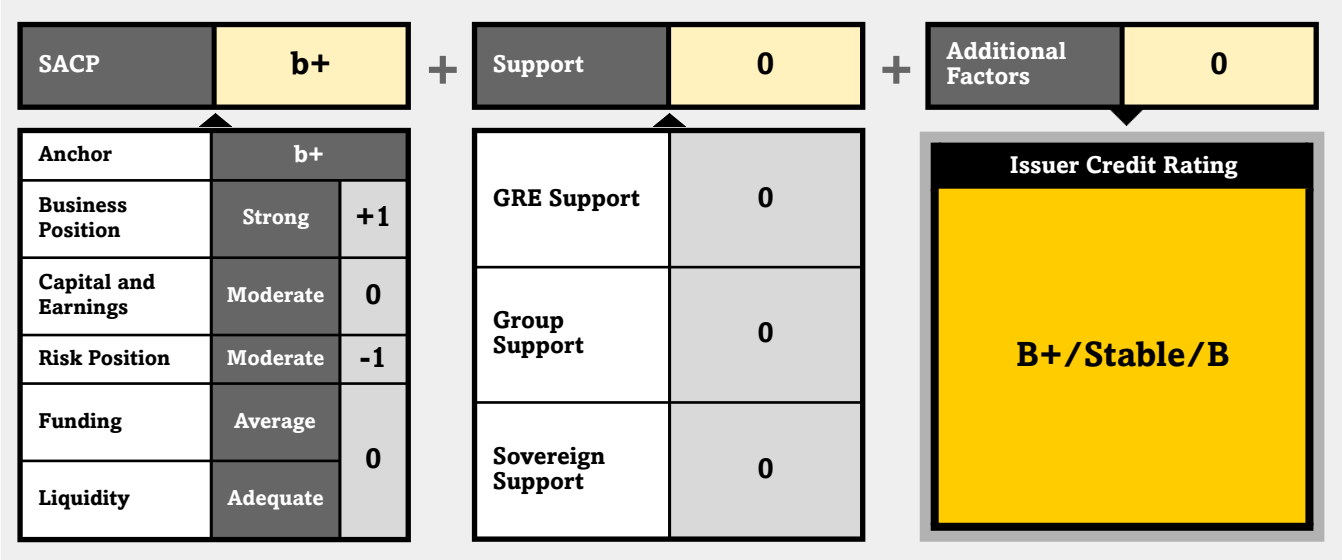 SACP b+ + Support 0 + Additional Factors 0
Anchor b+
Business Position Strong +1
Capital and Earnings Moderate 0
Risk Position Moderate -1
Funding Average 0
Liquidity Adequate
GRE Support 0
Group Support 0
Sovereign Support 0
Issuer Credit Rating
B+/Stable/B